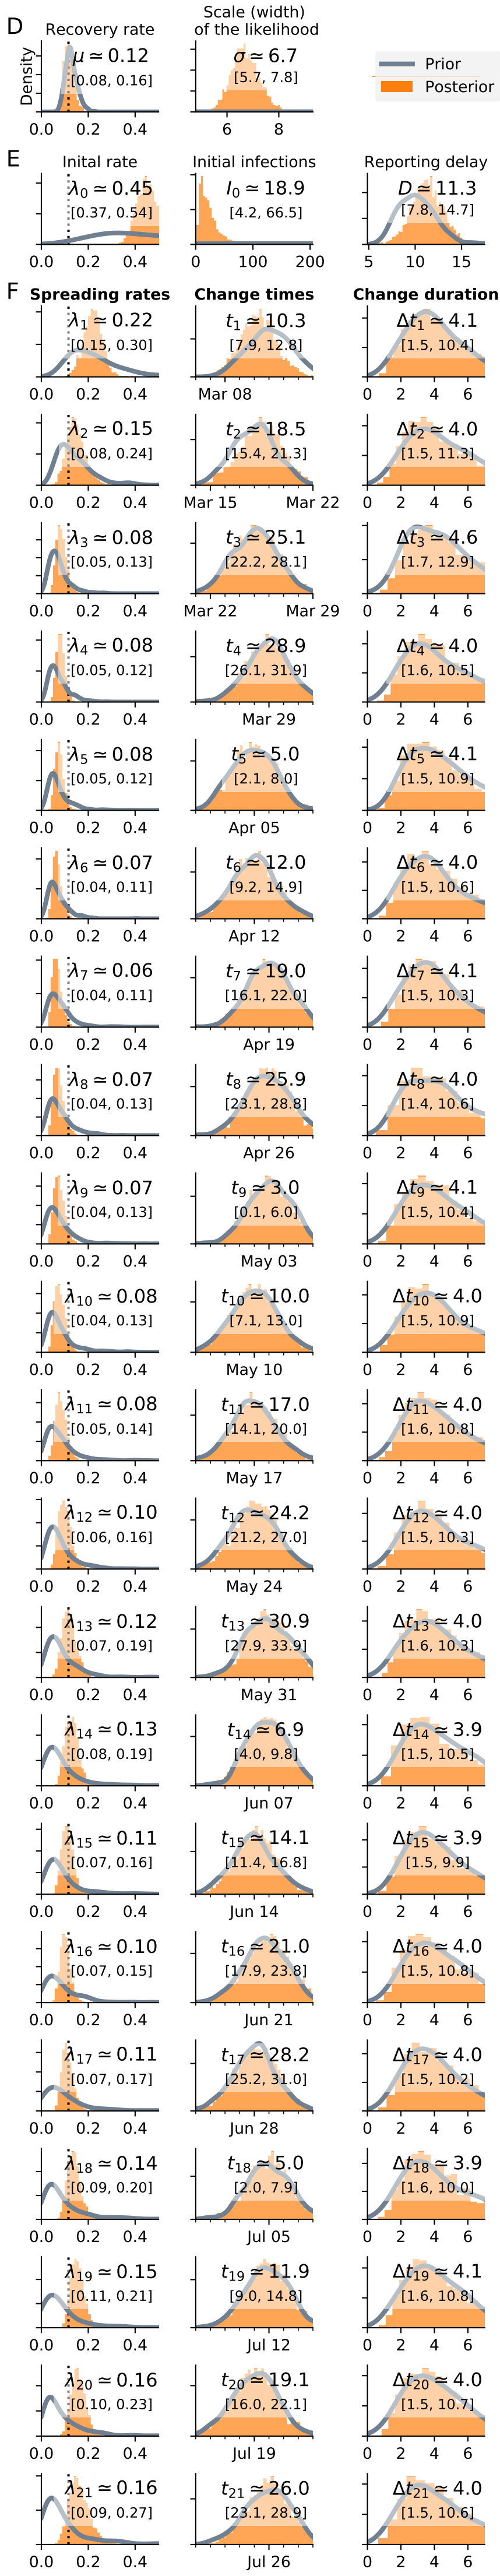 D
Recovery rate
Scale (width)
of the likelihood
Density
μ ≃ 0.12
[0.08, 0.16]
σ ≃ 6.7
[5.7, 7.8]
Prior
Posterior
0.0 0.2 0.4
6 8
E
Inital rate
Initial infections
Reporting delay
λ0 ≃ 0.45
[0.37, 0.54]
I0 ≃ 18.9
[4.2, 66.5]
D ≃ 11.3
[7.8, 14.7]
0.0 0.2 0.4
0 100 200
5 10 15
F
Spreading rates
Change times
Change duration
λ1 ≃ 0.22
[0.15, 0.30]
t1 ≃ 10.3
[7.9, 12.8]
Δt1 ≃ 4.1
[1.5, 10.4]
0.0 0.2 0.4
Mar 08
0 2 4 6
λ2 ≃ 0.15
[0.08, 0.24]
t2 ≃ 18.5
[15.4, 21.3]
Δt2 ≃ 4.0
[1.5, 11.3]
0.0 0.2 0.4
Mar 15 Mar 22
0 2 4 6
λ3 ≃ 0.08
[0.05, 0.13]
t3 ≃ 25.1
[22.2, 28.1]
Δt3 ≃ 4.6
[1.7, 12.9]
0.0 0.2 0.4
Mar 22 Mar 29
0 2 4 6
λ4 ≃ 0.08
[0.05, 0.12]
t4 ≃ 28.9
[26.1, 31.9]
Δt4 ≃ 4.0
[1.6, 10.5]
0.0 0.2 0.4
Mar 29
0 2 4 6
λ5 ≃ 0.08
[0.05, 0.12]
t5 ≃ 5.0
[2.1, 8.0]
Δt5 ≃ 4.1
[1.5, 10.9]
0.0 0.2 0.4
Apr 05
0 2 4 6
λ6 ≃ 0.07
[0.04, 0.11]
t6 ≃ 12.0
[9.2, 14.9]
Δt6 ≃ 4.0
[1.5, 10.6]
0.0 0.2 0.4
Apr 12
0 2 4 6
λ7 ≃ 0.06
[0.04, 0.11]
t7 ≃ 19.0
[16.1, 22.0]
Δt7 ≃ 4.1
[1.5, 10.3]
0.0 0.2 0.4
Apr 19
0 2 4 6
λ8 ≃ 0.07
[0.04, 0.13]
t8 ≃ 25.9
[23.1, 28.8]
Δt8 ≃ 4.0
[1.4, 10.6]
0.0 0.2 0.4
Apr 26
0 2 4 6
λ9 ≃ 0.07
[0.04, 0.13]
t9 ≃ 3.0
[0.1, 6.0]
Δt9 ≃ 4.1
[1.5, 10.4]
0.0 0.2 0.4
May 03
0 2 4 6
λ10 ≃ 0.08
[0.04, 0.13]
t10 ≃ 10.0
[7.1, 13.0]
Δt10 ≃ 4.0
[1.5, 10.9]
0.0 0.2 0.4
May 10
0 2 4 6
λ11 ≃ 0.08
[0.05, 0.14]
t11 ≃ 17.0
[14.1, 20.0]
Δt11 ≃ 4.0
[1.6, 10.8]
0.0 0.2 0.4
May 17
0 2 4 6
λ12 ≃ 0.10
[0.06, 0.16]
t12 ≃ 24.2
[21.2, 27.0]
Δt12 ≃ 4.0
[1.5, 10.3]
0.0 0.2 0.4
May 24
0 2 4 6
λ13 ≃ 0.12
[0.07, 0.19]
t13 ≃ 30.9
[27.9, 33.9]
Δt13 ≃ 4.0
[1.6, 10.3]
0.0 0.2 0.4
May 31
0 2 4 6
λ14 ≃ 0.13
[0.08, 0.19]
t14 ≃ 6.9
[4.0, 9.8]
Δt14 ≃ 3.9
[1.5, 10.5]
0.0 0.2 0.4
Jun 07
0 2 4 6
λ15 ≃ 0.11
[0.07, 0.16]
t15 ≃ 14.1
[11.4, 16.8]
Δt15 ≃ 3.9
[1.5, 9.9]
0.0 0.2 0.4
Jun 14
0 2 4 6
λ16 ≃ 0.10
[0.07, 0.15]
t16 ≃ 21.0
[17.9, 23.8]
Δt16 ≃ 4.0
[1.5, 10.8]
0.0 0.2 0.4
Jun 21
0 2 4 6
λ17 ≃ 0.11
[0.07, 0.17]
t17 ≃ 28.2
[25.2, 31.0]
Δt17 ≃ 4.0
[1.5, 10.2]
0.0 0.2 0.4
Jun 28
0 2 4 6
λ18 ≃ 0.14
[0.09, 0.20]
t18 ≃ 5.0
[2.0, 7.9]
Δt18 ≃ 3.9
[1.6, 10.0]
0.0 0.2 0.4
Jul 05
0 2 4 6
λ19 ≃ 0.15
[0.11, 0.21]
t19 ≃ 11.9
[9.0, 14.8]
Δt19 ≃ 4.1
[1.6, 10.8]
0.0 0.2 0.4
Jul 12
0 2 4 6
λ20 ≃ 0.16
[0.10, 0.23]
t20 ≃ 19.1
[16.0, 22.1]
Δt20 ≃ 4.0
[1.5, 10.7]
0.0 0.2 0.4
Jul 19
0 2 4 6
λ21 ≃ 0.16
[0.09, 0.27]
t21 ≃ 26.0
[23.1, 28.9]
Δt21 ≃ 4.0
[1.5, 10.6]
0.0 0.2 0.4
Jul 26
0 2 4 6